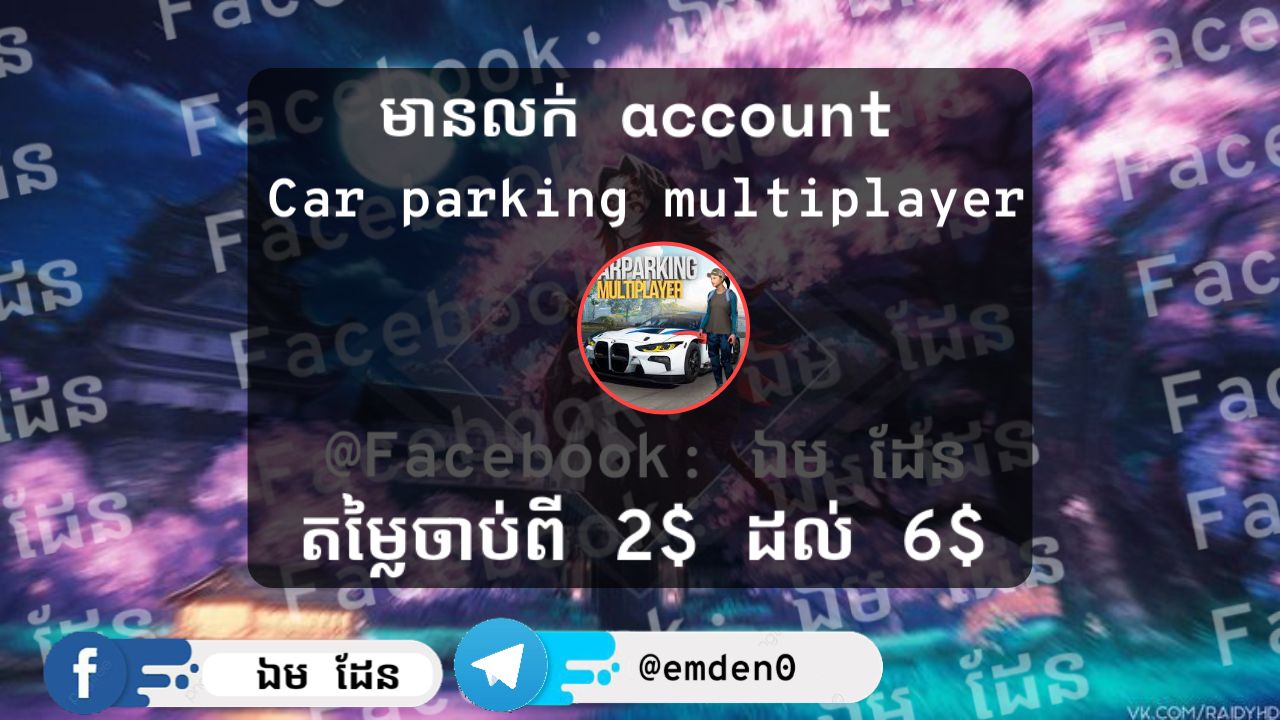 មានលក់ account
Car parking multiplayer
ARPARKING
MULTIPLAYER
@Facebook: ឯម ដែន
តម្លៃចាប់ពី 2$ ដល់ 6$
ឯម ដែន
@emden0
VK.COM/RAIDYHD